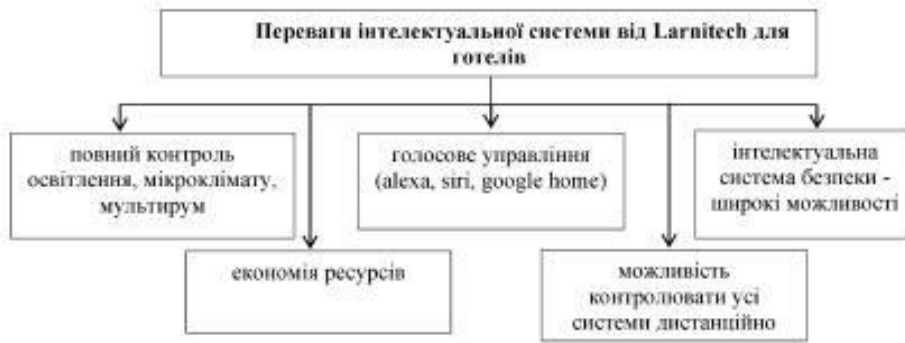 Переваги інтелектуальної системи від Larnitech для
готелів
повний контроль
освітлення, мікроклімату,
мультирум
голосове управління
(alexa, siri, google home)
інтелектуальна
система безпеки -
широкі можливості
економія ресурсів
можливість
контролювати усі
системи дистанційно